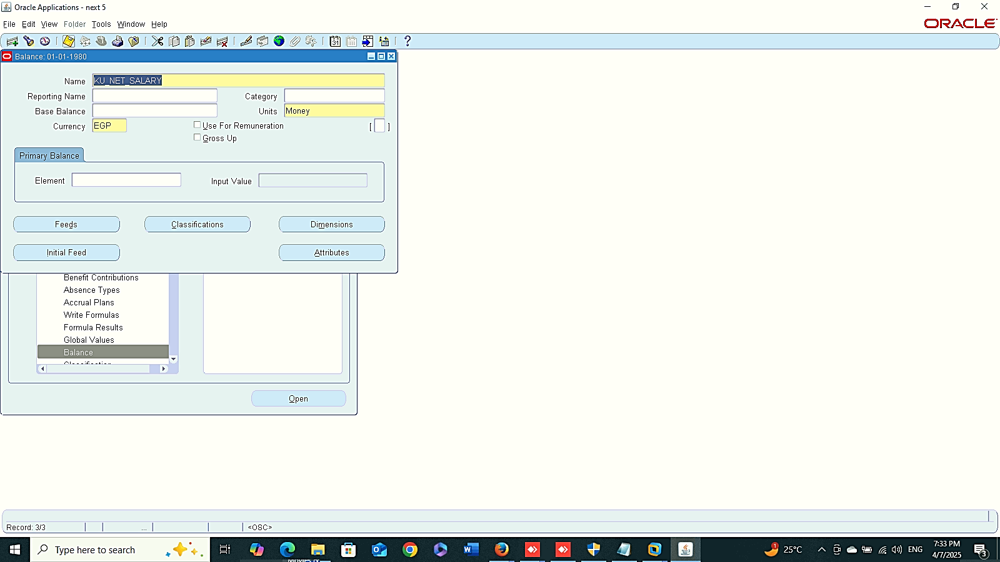 Oracle Applications - next 5
File Edit View Folder Tools Window Help
ORACLE
31
?
Balance: 01-01-1980
Name KU_NET_SALARY
Reporting Name Category
Base Balance Units Money
Currency EGP Use For Remuneration [ ]
Gross Up
Primary Balance
Element Input Value
Feeds Classifications Dimensions
Initial Feed Attributes
Benefit Contributions
Absence Types
Accrual Plans
Write Formulas
Formula Results
Global Values
Balance
Open
Record: 3/3 ... <OSC>
Type here to search
1 25°C ENG 7:33 PM
4/7/2025 3